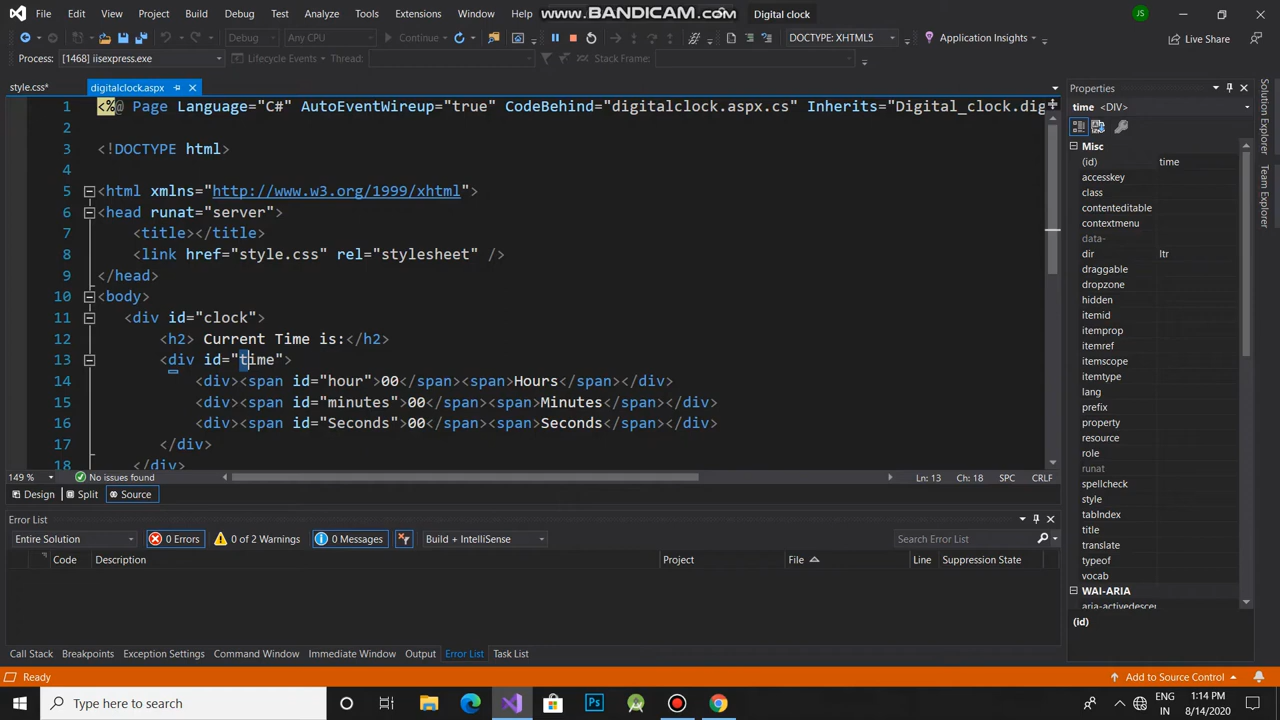 File Edit View Project Build Debug Test Analyze Tools Extensions Window Help www.BANDICAM.com Digital clock JS
Debug Any CPU Continue DOCTYPE: XHTML5 Application Insights Live Share
Process: [1468] iisexpress.exe Lifecycle Events Thread: Stack Frame:
style.css* digitalclock.aspx
Properties
time <DIV>
1 <%@ Page Language="C#" AutoEventWireup="true" CodeBehind="digitalclock.aspx.cs" Inherits="Digital_clock.dig
2
3 <!DOCTYPE html>
4
5 <html xmlns="http://www.w3.org/1999/xhtml">
6 <head runat="server">
7 <title></title>
8 <link href="style.css" rel="stylesheet" />
9 </head>
10 <body>
11 <div id="clock">
12 <h2> Current Time is:</h2>
13 <div id="time">
14 <div><span id="hour">00</span><span>Hours</span></div>
15 <div><span id="minutes">00</span><span>Minutes</span></div>
16 <div><span id="Seconds">00</span><span>Seconds</span></div>
17 </div>
18 </div>
149 % No issues found Ln: 13 Ch: 18 SPC CRLF
Design Split Source
Misc
(id) time
accesskey
class
contenteditable
contextmenu
data-
dir ltr
draggable
dropzone
hidden
itemid
itemprop
itemref
itemscope
itemtype
lang
prefix
property
resource
role
runat
spellcheck
style
tabIndex
title
translate
typeof
vocab
WAI-ARIA
aria-activedescer
(id)
Solution Explorer
Team Explorer
Error List
Entire Solution 0 Errors 0 of 2 Warnings 0 Messages Build + IntelliSense Search Error List
Code Description Project File Line Suppression State
Call Stack Breakpoints Exception Settings Command Window Immediate Window Output Error List Task List
Ready Add to Source Control
Type here to search Ps
ENG 1:14 PM
IN 8/14/2020